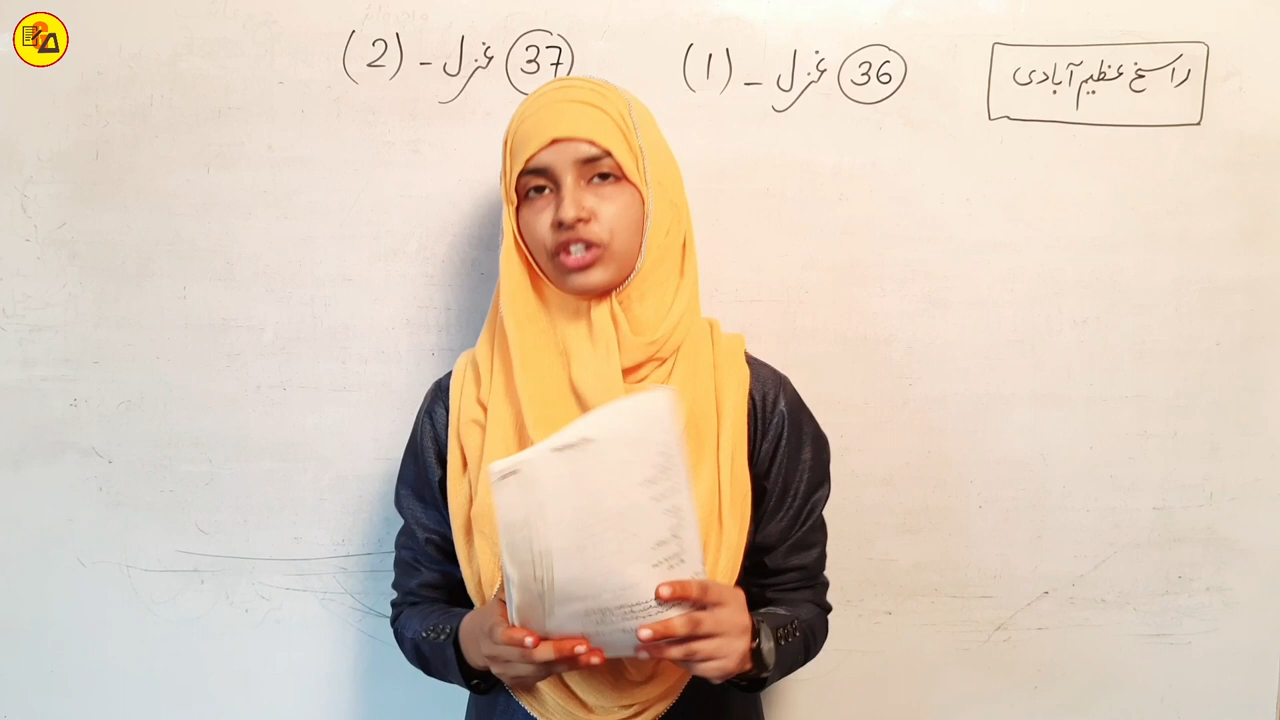 راسخ عظیم آبادی
36 غزل - (1)
37 غزل - (2)